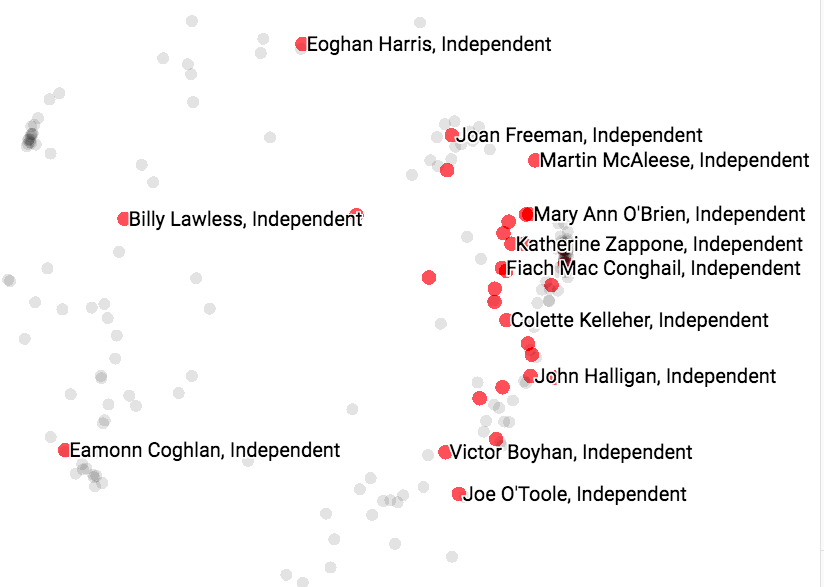 Eoghan Harris, Independent
Joan Freeman, Independent
Martin McAleese, Independent
Mary Ann O'Brien, Independent
Billy Lawless, Independent
Katherine Zappone, Independent
Fiach Mac Conghail, Independent
Colette Kelleher, Independent
John Halligan, Independent
Eamonn Coghlan, Independent
Victor Boyhan, Independent
Joe O'Toole, Independent